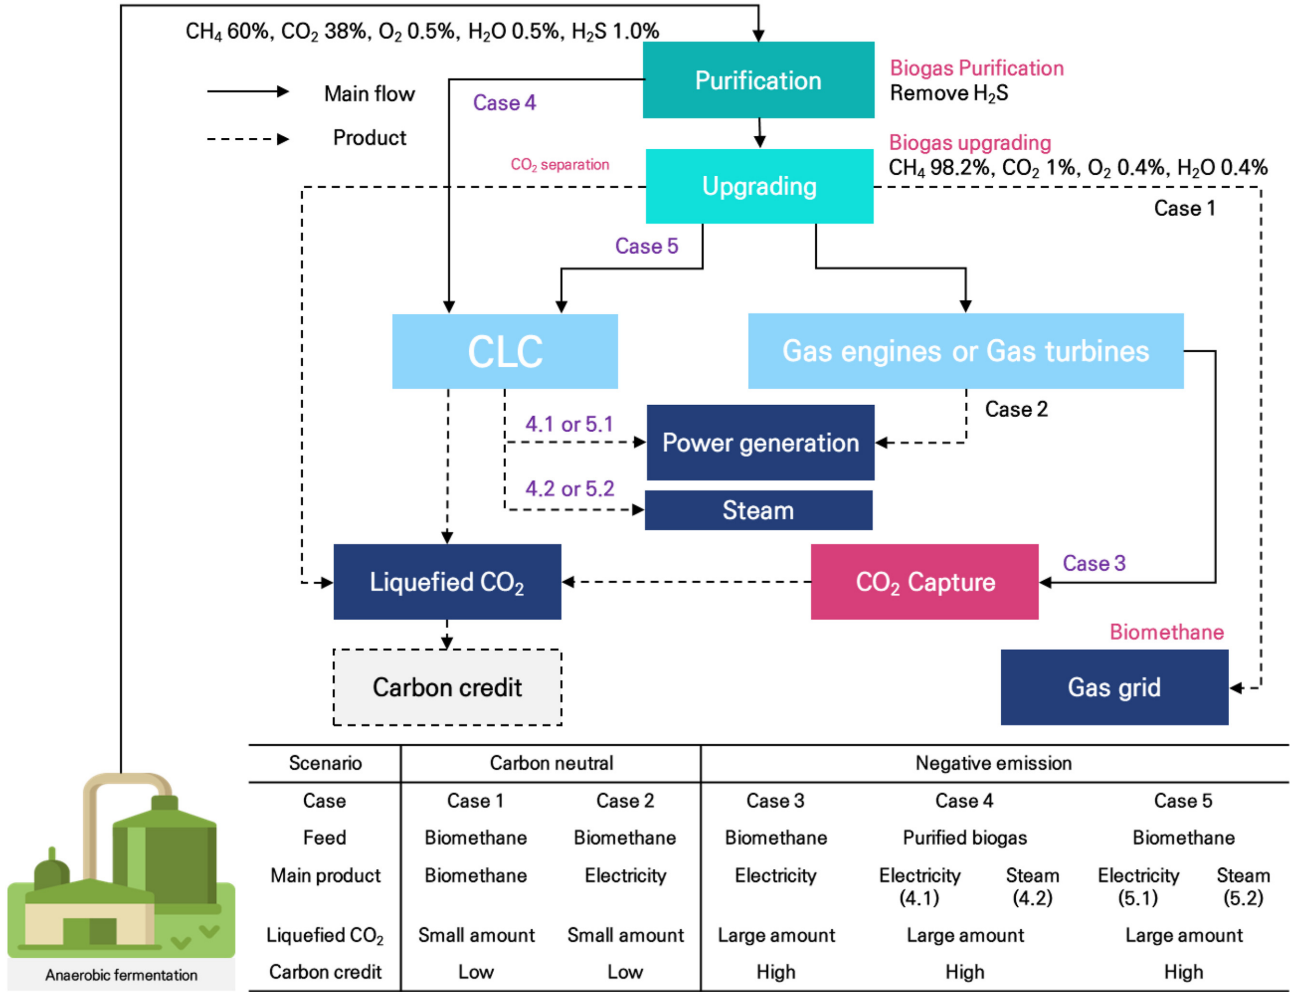 CH₄ 60%, CO₂ 38%, O₂ 0.5%, H₂O 0.5%, H₂S 1.0%
Main flow
Product
Case 4
Purification
Biogas Purification
Remove H₂S
CO₂ separation
Upgrading
Biogas upgrading
CH₄ 98.2%, CO₂ 1%, O₂ 0.4%, H₂O 0.4%
Case 1
Case 5
CLC
Gas engines or Gas turbines
4.1 or 5.1
Power generation
Case 2
4.2 or 5.2
Steam
Liquefied CO₂
CO₂ Capture
Case 3
Biomethane
Carbon credit
Gas grid
Scenario Carbon neutral Negative emission
Case Case 1 Case 2 Case 3 Case 4 Case 5
Feed Biomethane Biomethane Biomethane Purified biogas Biomethane
Main product Biomethane Electricity Electricity Electricity Steam Electricity Steam
(4.1) (4.2) (5.1) (5.2)
Liquefied CO₂ Small amount Small amount Large amount Large amount Large amount
Carbon credit Low Low High High High
Anaerobic fermentation